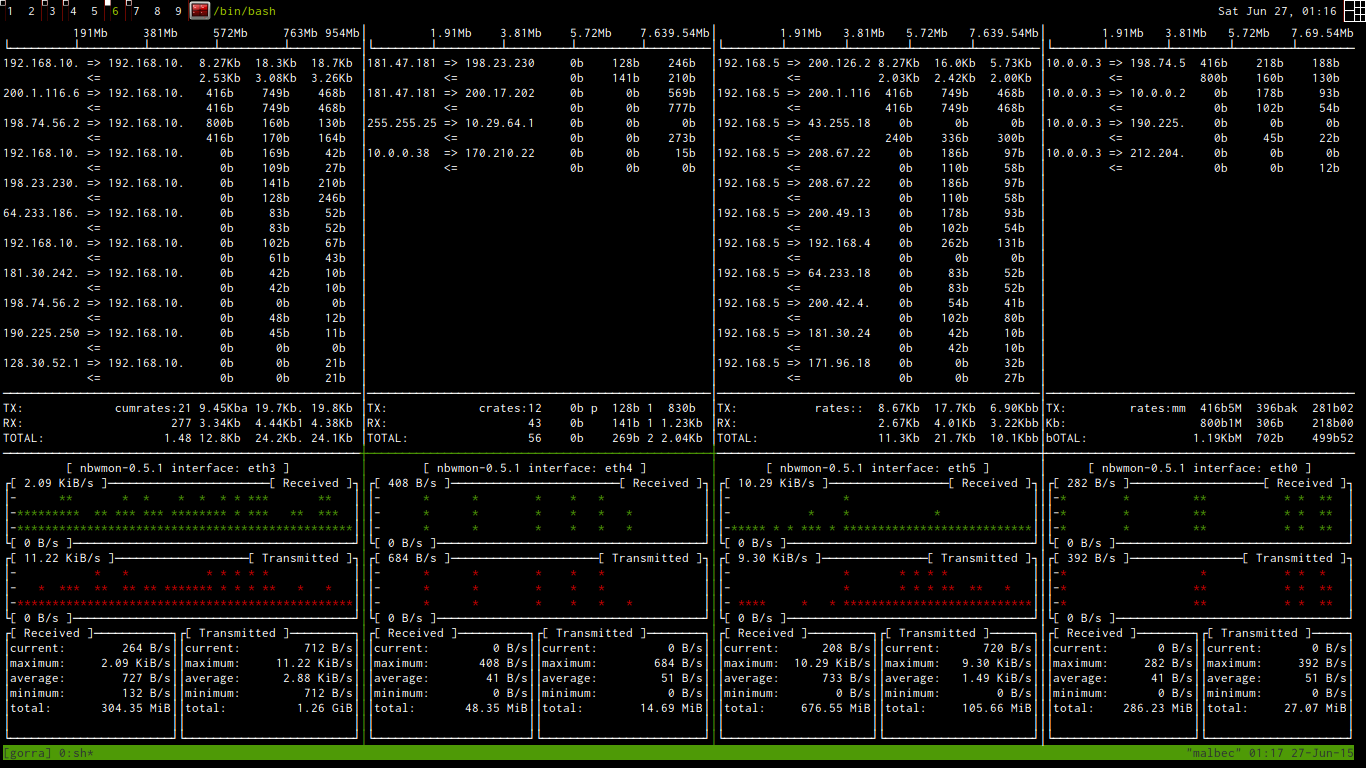 1 2 3 4 5 6 7 8 9 /bin/bash
Sat Jun 27, 01:16
191Mb 381Mb 572Mb 763Mb 954Mb
192.168.10. => 192.168.10. 8.27Kb 18.3Kb 18.7Kb
<= 2.53Kb 3.08Kb 3.26Kb
200.1.116.6 => 192.168.10. 416b 749b 468b
<= 416b 749b 468b
198.74.56.2 => 192.168.10. 800b 160b 130b
<= 416b 170b 164b
192.168.10. => 192.168.10. 0b 169b 42b
<= 0b 109b 27b
198.23.230. => 192.168.10. 0b 141b 210b
<= 0b 128b 246b
64.233.186. => 192.168.10. 0b 83b 52b
<= 0b 83b 52b
192.168.10. => 192.168.10. 0b 102b 67b
<= 0b 61b 43b
181.30.242. => 192.168.10. 0b 42b 10b
<= 0b 42b 10b
198.74.56.2 => 192.168.10. 0b 0b 0b
<= 0b 48b 12b
190.225.250 => 192.168.10. 0b 45b 11b
<= 0b 0b 0b
128.30.52.1 => 192.168.10. 0b 0b 21b
<= 0b 0b 21b
TX: cumrates:21 9.45Kba 19.7Kb. 19.8Kb
RX: 277 3.34Kb 4.44Kb1 4.38Kb
TOTAL: 1.48 12.8Kb 24.2Kb. 24.1Kb
1.91Mb 3.81Mb 5.72Mb 7.639.54Mb
181.47.181 => 198.23.230 0b 128b 246b
<= 0b 141b 210b
181.47.181 => 200.17.202 0b 0b 569b
<= 0b 0b 777b
255.255.25 => 10.29.64.1 0b 0b 0b
<= 0b 0b 273b
10.0.0.38 => 170.210.22 0b 0b 15b
<= 0b 0b 0b
TX: crates:12 0b p 128b l 830b
RX: 43 0b 141b 1 1.23Kb
TOTAL: 56 0b 269b 2 2.04Kb
1.91Mb 3.81Mb 5.72Mb 7.639.54Mb
192.168.5 => 200.126.2 8.27Kb 16.0Kb 5.73Kb
<= 2.03Kb 2.42Kb 2.00Kb
192.168.5 => 200.1.116 416b 749b 468b
<= 416b 749b 468b
192.168.5 => 43.255.18 0b 0b 0b
<= 240b 336b 300b
192.168.5 => 208.67.22 0b 186b 97b
<= 0b 110b 58b
192.168.5 => 208.67.22 0b 186b 97b
<= 0b 110b 58b
192.168.5 => 200.49.13 0b 178b 93b
<= 0b 102b 54b
192.168.5 => 192.168.4 0b 262b 131b
<= 0b 0b 0b
192.168.5 => 64.233.18 0b 83b 52b
<= 0b 83b 52b
192.168.5 => 200.42.4. 0b 54b 41b
<= 0b 102b 80b
192.168.5 => 181.30.24 0b 42b 10b
<= 0b 42b 10b
192.168.5 => 171.96.18 0b 0b 32b
<= 0b 0b 27b
TX: rates:: 8.67Kb 17.7Kb 6.90Kbb
RX: 2.67Kb 4.01Kb 3.22Kbb
TOTAL: 11.3Kb 21.7Kb 10.1Kbb
1.91Mb 3.81Mb 5.72Mb 7.69.54Mb
10.0.0.3 => 198.74.5 416b 218b 188b
<= 800b 160b 130b
10.0.0.3 => 10.0.0.2 0b 178b 93b
<= 0b 102b 54b
10.0.0.3 => 190.225. 0b 0b 0b
<= 0b 45b 22b
10.0.0.3 => 212.204. 0b 0b 0b
<= 0b 0b 12b
TX: rates:mm 416b5M 396bak 281b02
Kb: 800b1M 306b 218b00
bOTAL: 1.19KbM 702b 499b52
[ nbwmon-0.5.1 interface: eth3 ]
[ 2.09 KiB/s ] [ Received ]
[ 0 B/s ]
[ 11.22 KiB/s ] [ Transmitted ]
[ 0 B/s ]
[ Received ] [ Transmitted ]
current: 264 B/s current: 712 B/s
maximum: 2.09 KiB/s maximum: 11.22 KiB/s
average: 727 B/s average: 2.88 KiB/s
minimum: 132 B/s minimum: 712 B/s
total: 304.35 MiB total: 1.26 GiB
[ nbwmon-0.5.1 interface: eth4 ]
[ 408 B/s ] [ Received ]
[ 0 B/s ]
[ 684 B/s ] [ Transmitted ]
[ 0 B/s ]
[ Received ] [ Transmitted ]
current: 0 B/s current: 0 B/s
maximum: 408 B/s maximum: 684 B/s
average: 41 B/s average: 51 B/s
minimum: 0 B/s minimum: 0 B/s
total: 48.35 MiB total: 14.69 MiB
[ nbwmon-0.5.1 interface: eth5 ]
[ 10.29 KiB/s ] [ Received ]
[ 0 B/s ]
[ 9.30 KiB/s ] [ Transmitted ]
[ 0 B/s ]
[ Received ] [ Transmitted ]
current: 208 B/s current: 720 B/s
maximum: 10.29 KiB/s maximum: 9.30 KiB/s
average: 733 B/s average: 1.49 KiB/s
minimum: 0 B/s minimum: 0 B/s
total: 676.55 MiB total: 105.66 MiB
[ nbwmon-0.5.1 interface: eth0 ]
[ 282 B/s ] [ Received ]
[ 0 B/s ]
[ 392 B/s ] [ Transmitted ]
[ 0 B/s ]
[ Received ] [ Transmitted ]
current: 0 B/s current: 0 B/s
maximum: 282 B/s maximum: 392 B/s
average: 41 B/s average: 51 B/s
minimum: 0 B/s minimum: 0 B/s
total: 286.23 MiB total: 27.07 MiB
[gorra] 0:sh* "malbec" 01:17 27-Jun-15